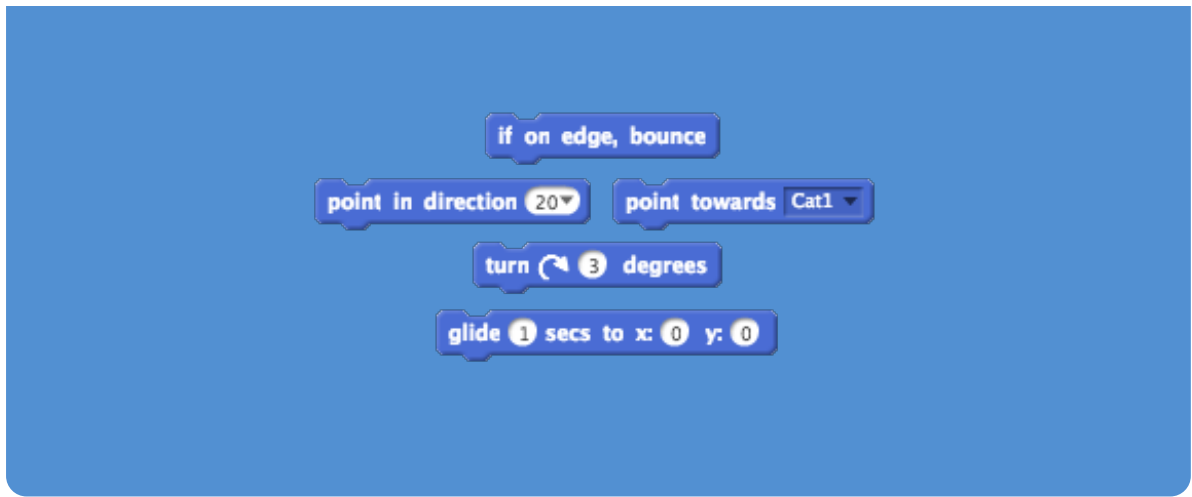 if on edge, bounce
point in direction 20 point towards Cat1
turn 3 degrees
glide 1 secs to x: 0 y: 0